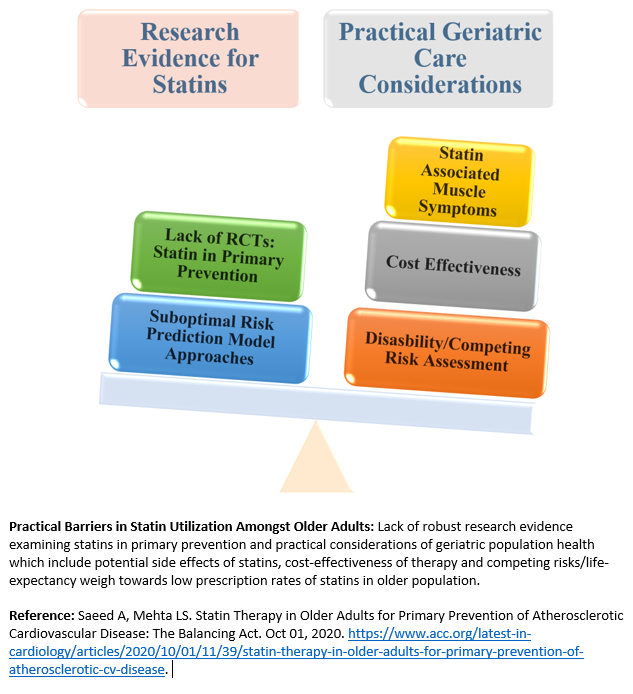 Research
Evidence for
Statins
Practical Geriatric
Care
Considerations
Statin
Associated
Muscle
Symptoms
Lack of RCTs:
Statin in Primary
Prevention
Cost Effectiveness
Suboptimal Risk
Prediction Model
Approaches
Disasbility/Competing
Risk Assessment
Practical Barriers in Statin Utilization Amongst Older Adults: Lack of robust research evidence
examining statins in primary prevention and practical considerations of geriatric population health
which include potential side effects of statins, cost-effectiveness of therapy and competing risks/life-
expectancy weigh towards low prescription rates of statins in older population.
Reference: Saeed A, Mehta LS. Statin Therapy in Older Adults for Primary Prevention of Atherosclerotic
Cardiovascular Disease: The Balancing Act. Oct 01, 2020. https://www.acc.org/latest-in-
cardiology/articles/2020/10/01/11/39/statin-therapy-in-older-adults-for-primary-prevention-of-
atherosclerotic-cv-disease.